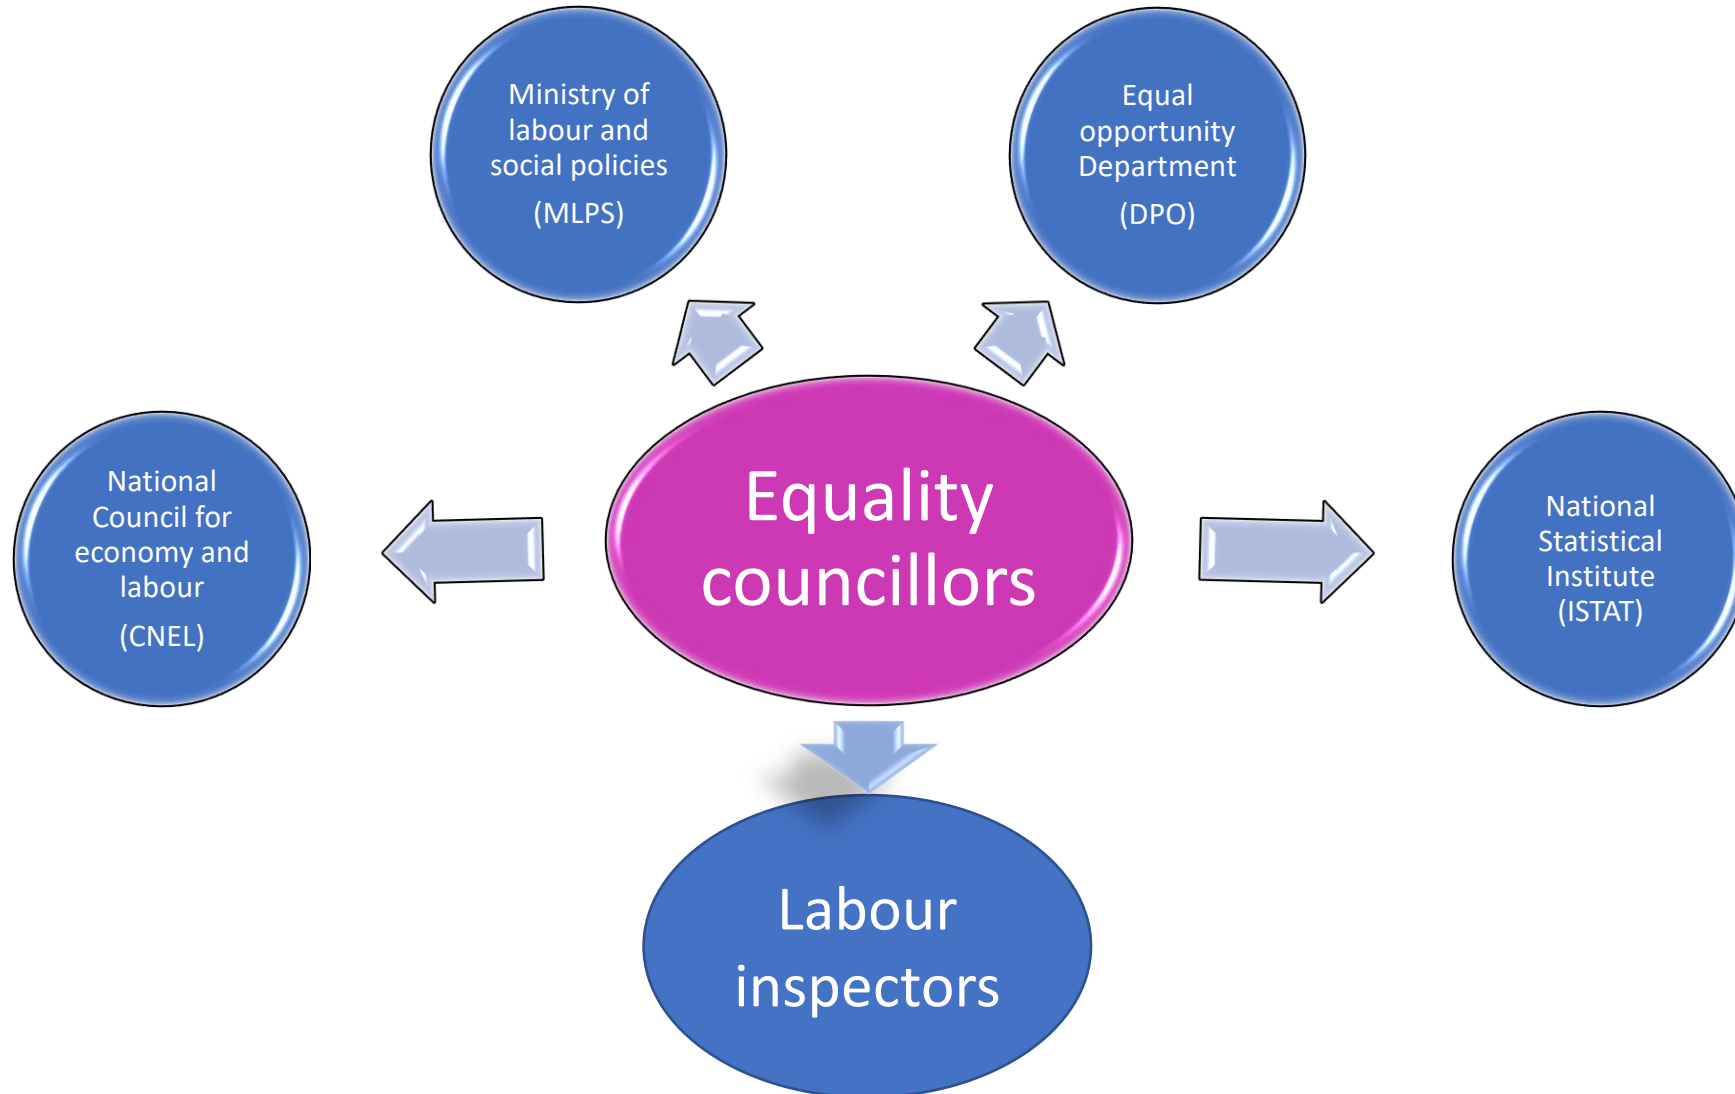 Ministry of
labour and
social policies
(MLPS)
Equal
opportunity
Department
(DPO)
National
Council for
economy and
labour
(CNEL)
Equality
councillors
National
Statistical
Institute
(ISTAT)
Labour
inspectors